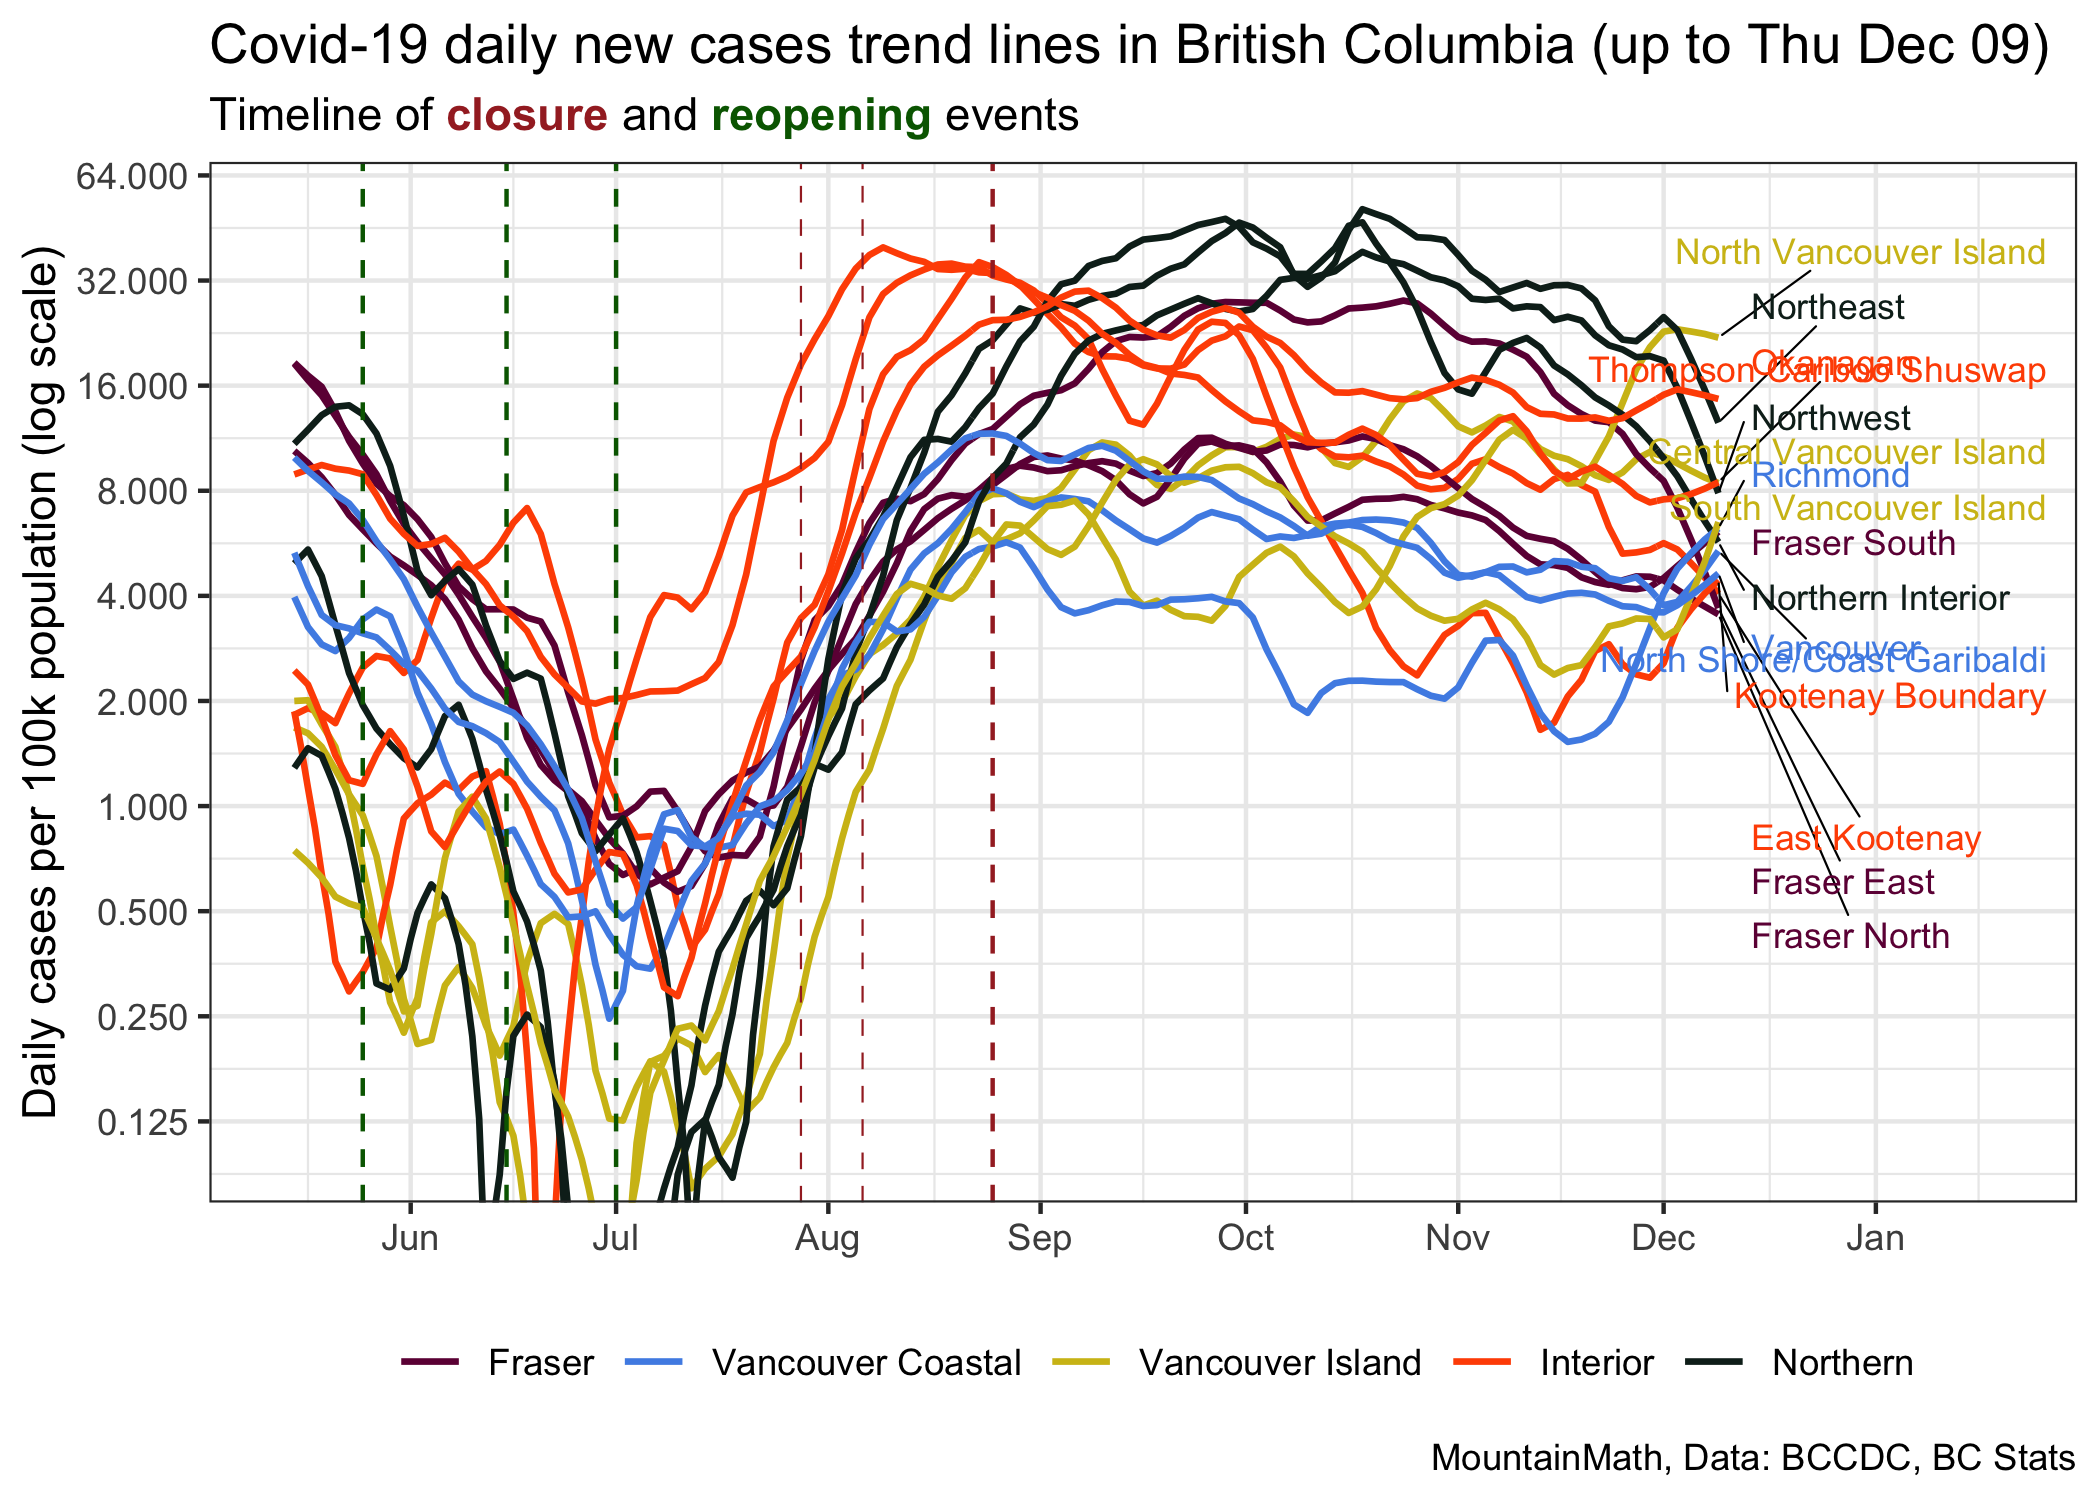 Covid-19 daily new cases trend lines in British Columbia (up to Thu Dec 09)
Timeline of closure and reopening events
Daily cases per 100k population (log scale)
64.000
32.000
16.000
8.000
4.000
2.000
1.000
0.500
0.250
0.125
North Vancouver Island
Northeast
Okanagan
Thompson Cariboo Shuswap
Northwest
Central Vancouver Island
Richmond
South Vancouver Island
Fraser South
Northern Interior
Vancouver
North Shore/Coast Garibaldi
Kootenay Boundary
East Kootenay
Fraser East
Fraser North
Jun Jul Aug Sep Oct Nov Dec Jan
Fraser Vancouver Coastal Vancouver Island Interior Northern
MountainMath, Data: BCCDC, BC Stats